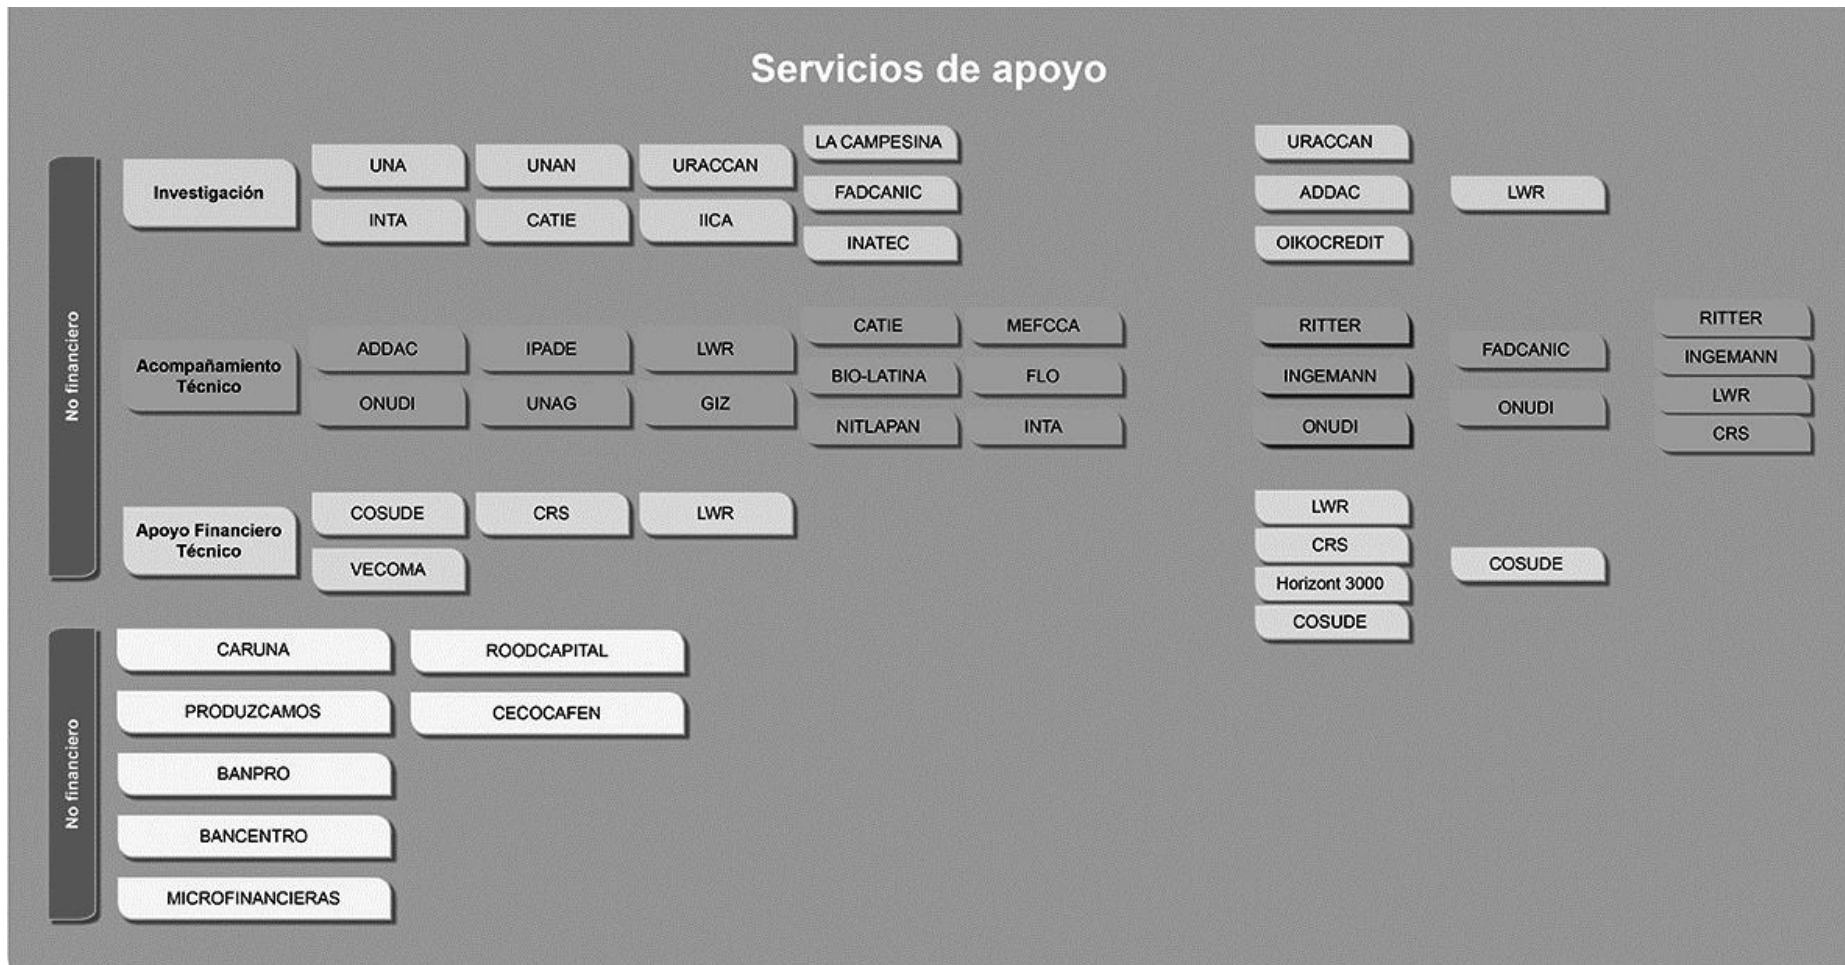 Servicios de apoyo
No financiero
Investigación
UNA
UNAN
URACCAN
INTA
CATIE
IICA
LA CAMPESINA
FADCANIC
INATEC
URACCAN
ADDAC
OIKOCREDIT
LWR
Acompañamiento
Técnico
ADDAC
IPADE
LWR
ONUDI
UNAG
GIZ
CATIE
MEFCCA
BIO-LATINA
FLO
NITLAPAN
INTA
RITTER
INGEMANN
ONUDI
FADCANIC
ONUDI
RITTER
INGEMANN
LWR
CRS
Apoyo Financiero
Técnico
COSUDE
CRS
LWR
VECOMA
LWR
CRS
Horizont 3000
COSUDE
COSUDE
No financiero
CARUNA
ROODCAPITAL
PRODUZCAMOS
CECOCAFEN
BANPRO
BANCENTRO
MICROFINANCIERAS